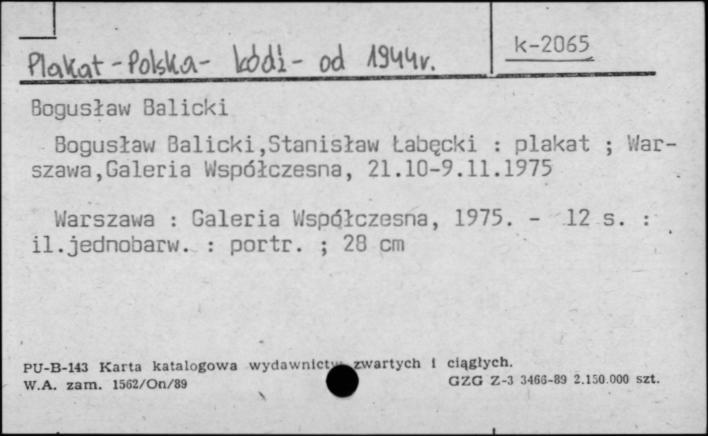 Plakat - Polska - Łódź - od 1944r.
k-2065
Bogusław Balicki
Bogusław Balicki,Stanisław Łabęcki : plakat ; War-
szawa,Galeria Współczesna, 21.10-9.11.1975
Warszawa : Galeria Współczesna, 1975. - 12 s. :
il.jednobarw. : portr. ; 28 cm
PU-B-143 Karta katalogowa wydawnictw zwartych i ciągłych.
W.A. zam. 1562/On/89
GZG Z-3 3466-89 2.150.000 szt.